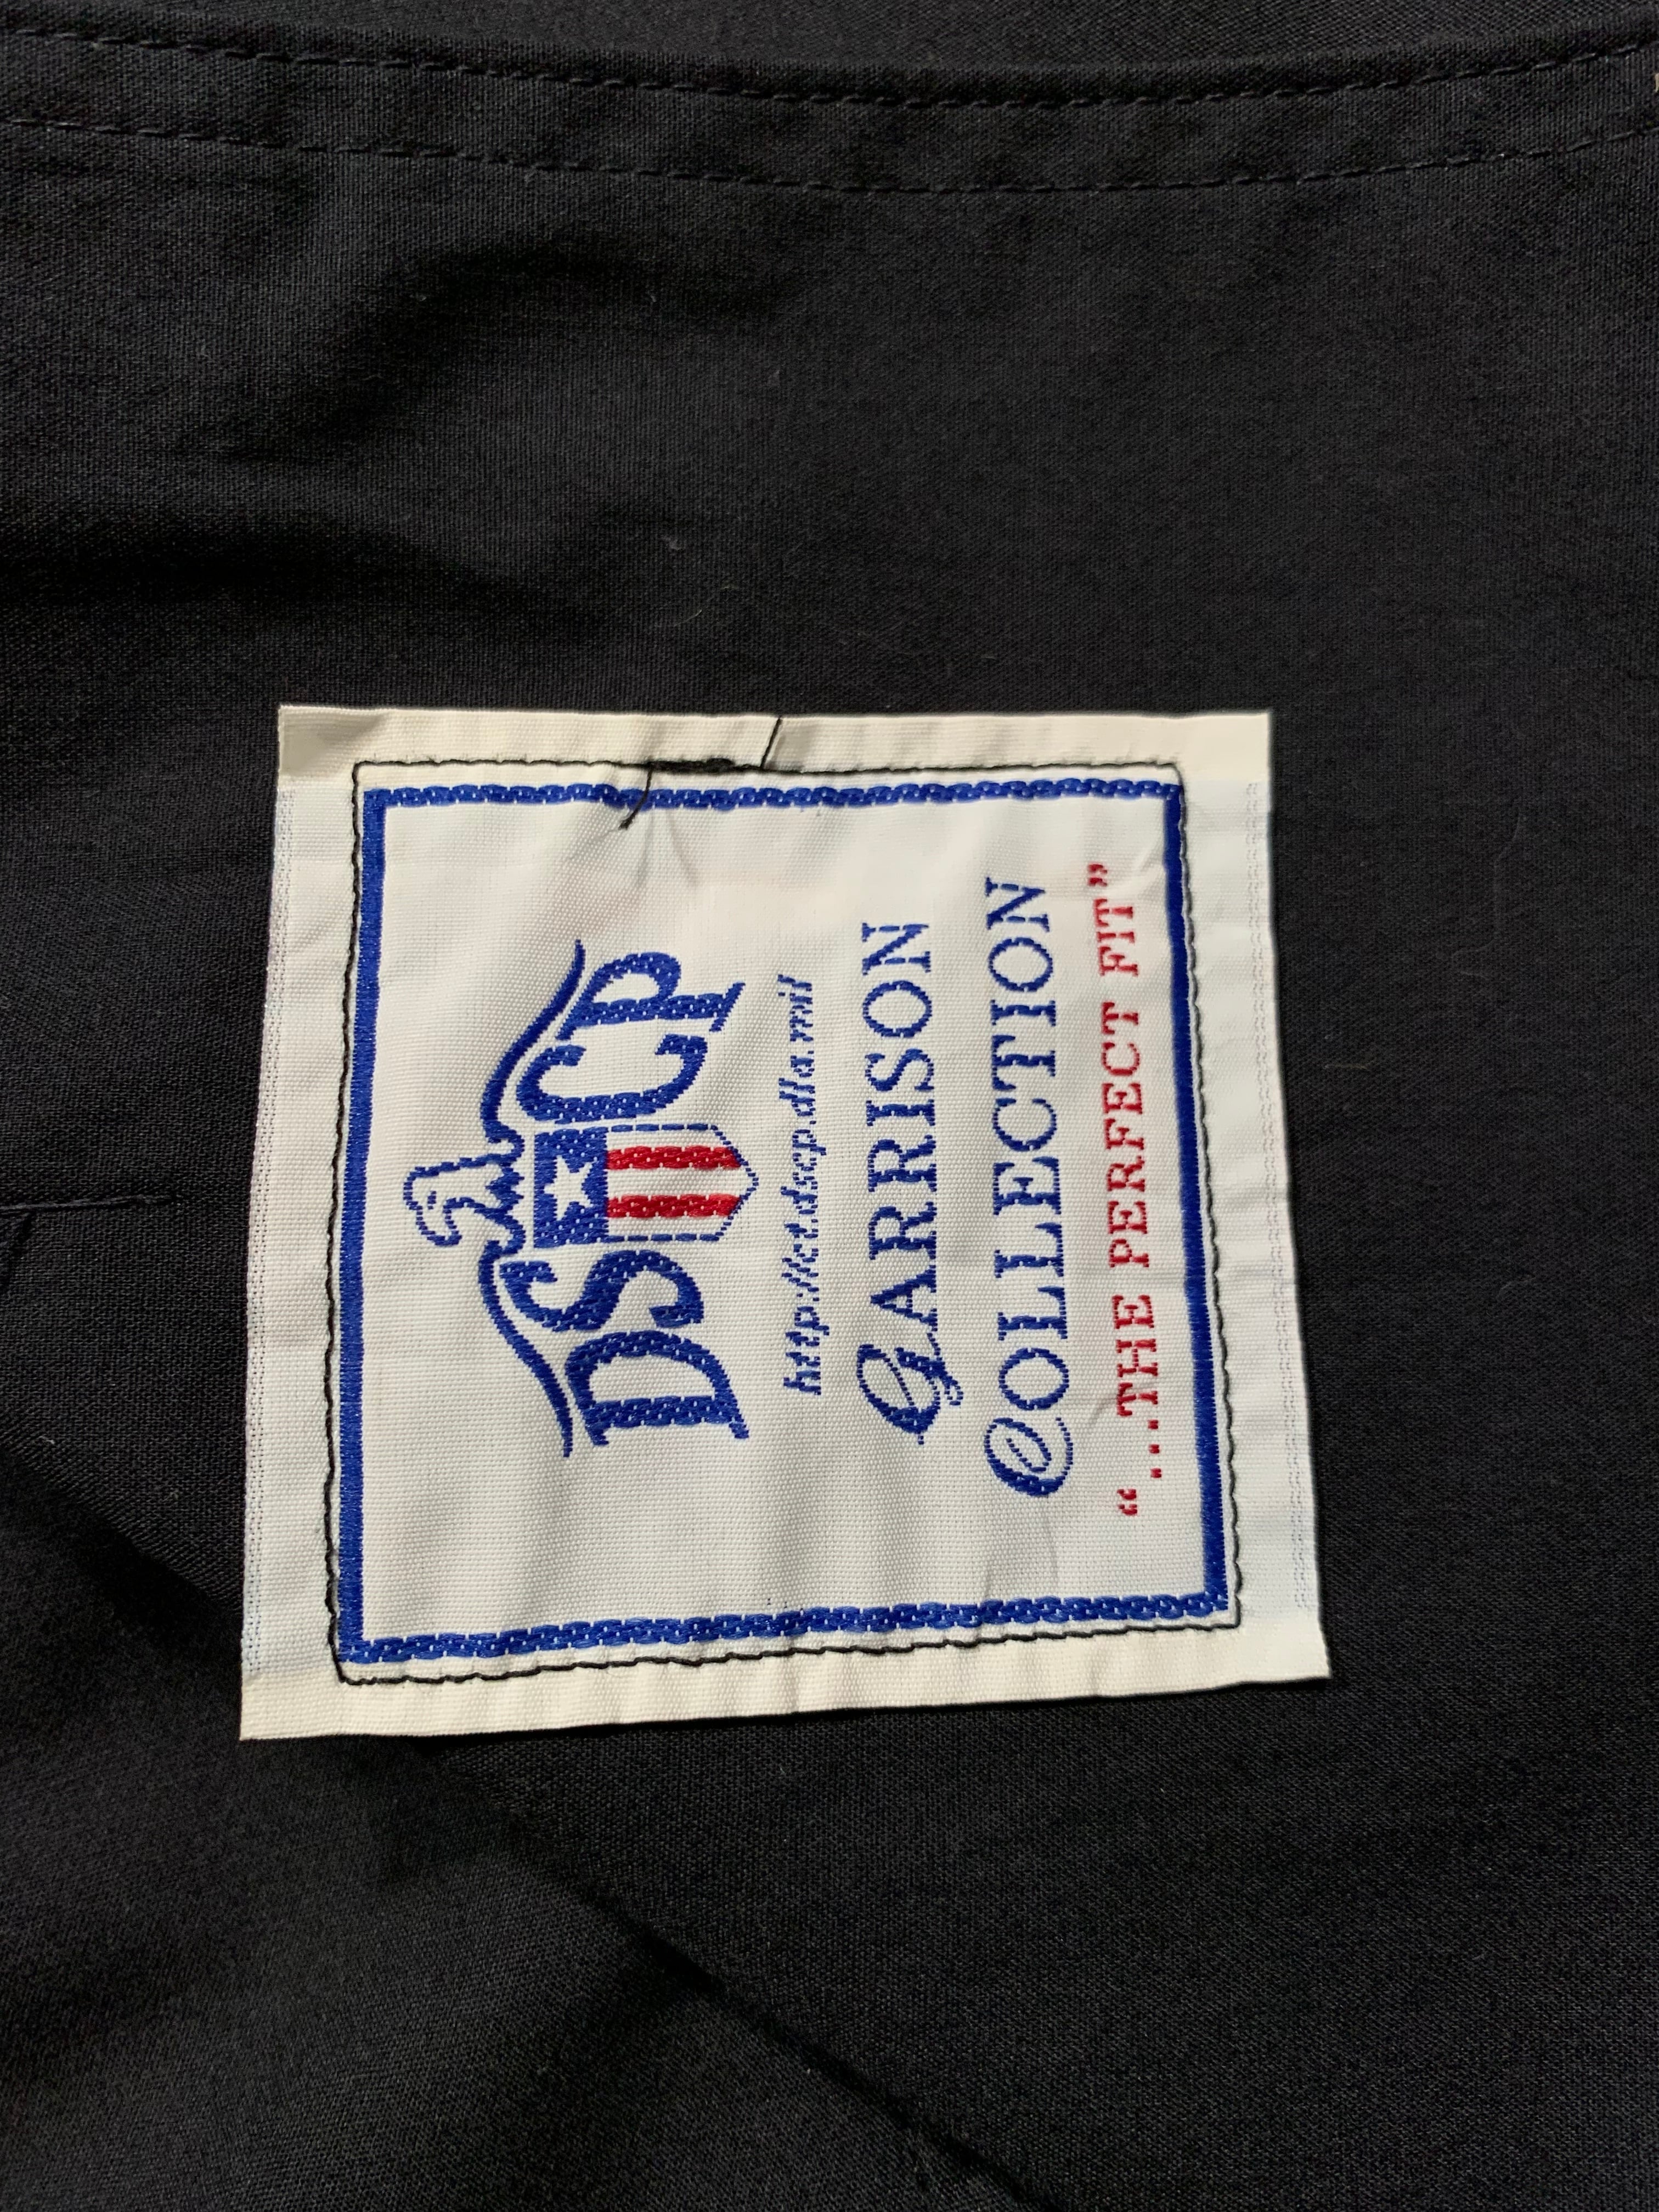 DSCP
http://ct.dscp.dla.mil
GARRISON
COLLECTION
“...THE PERFECT FIT”